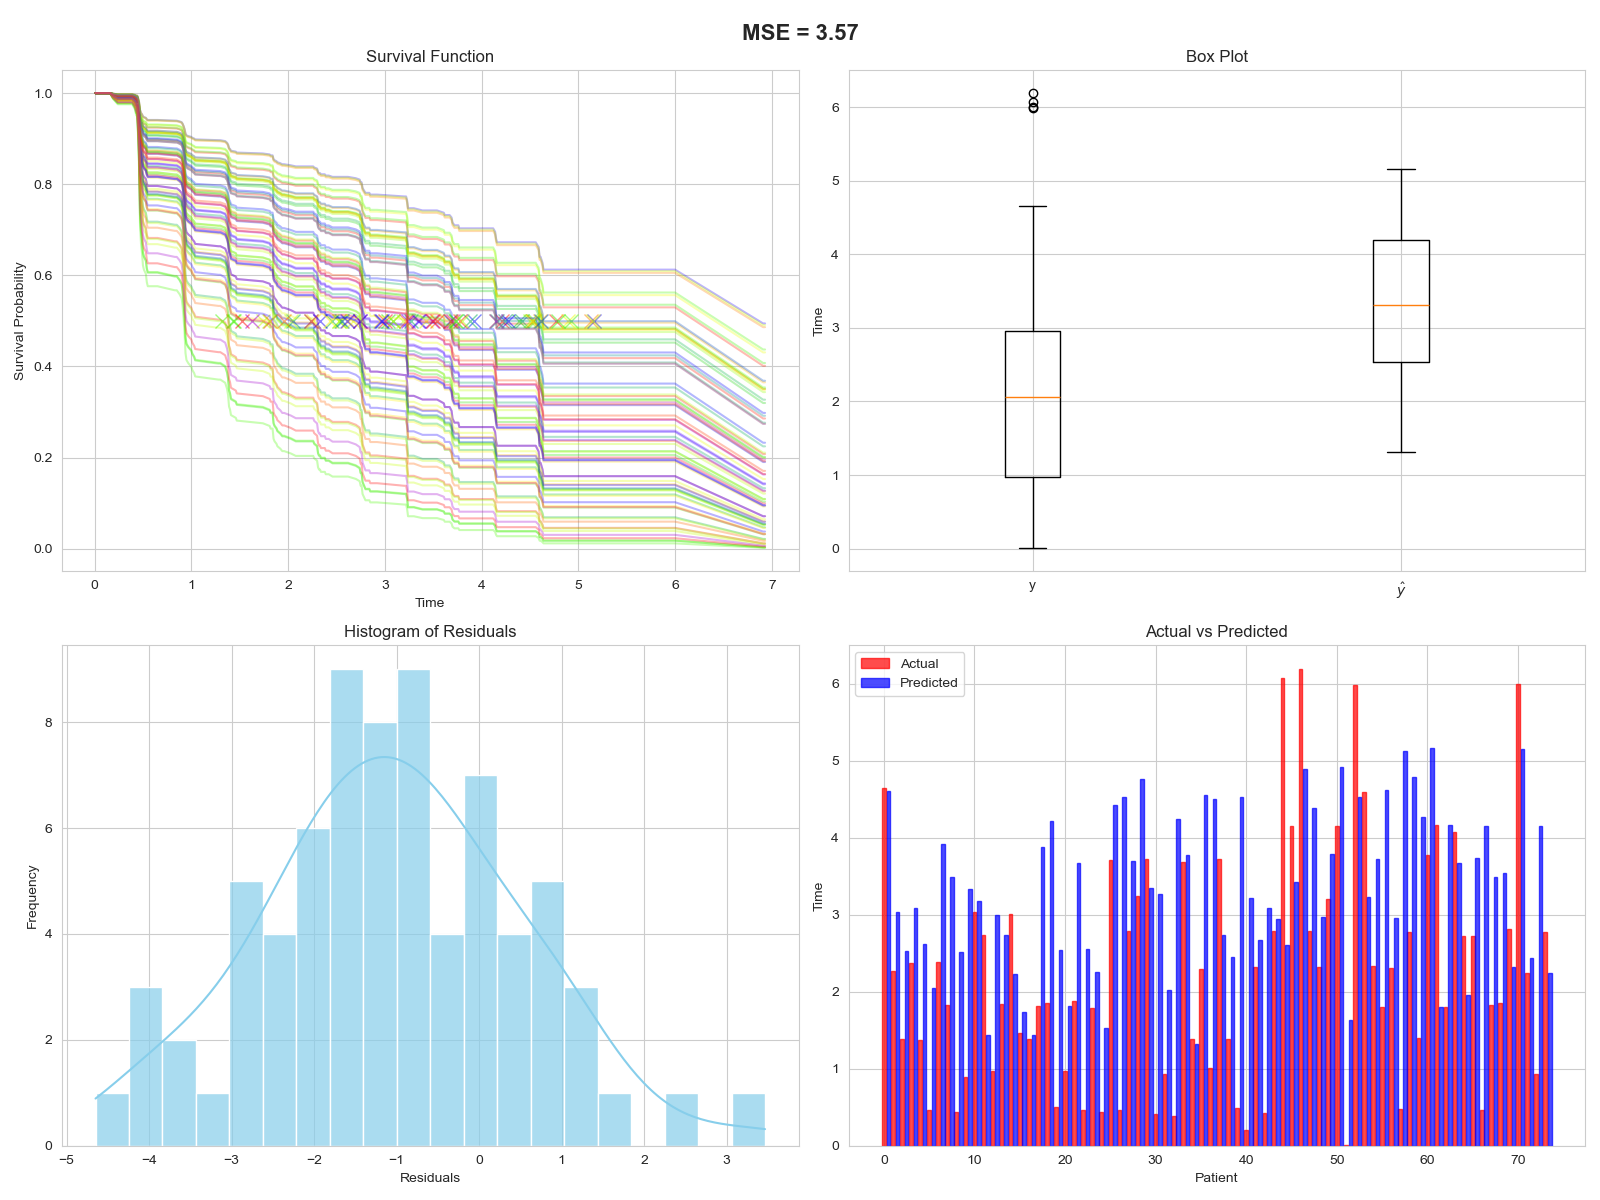 MSE = 3.57
Survival Function
Survival Probability
1.0
0.8
0.6
0.4
0.2
0.0
0 1 2 3 4 5 6 7
Time
Box Plot
Time
6
5
4
3
2
1
0
y ŷ
Histogram of Residuals
Frequency
8
6
4
2
0
−5 −4 −3 −2 −1 0 1 2 3
Residuals
Actual vs Predicted
Actual
Predicted
Time
6
5
4
3
2
1
0
0 10 20 30 40 50 60 70
Patient